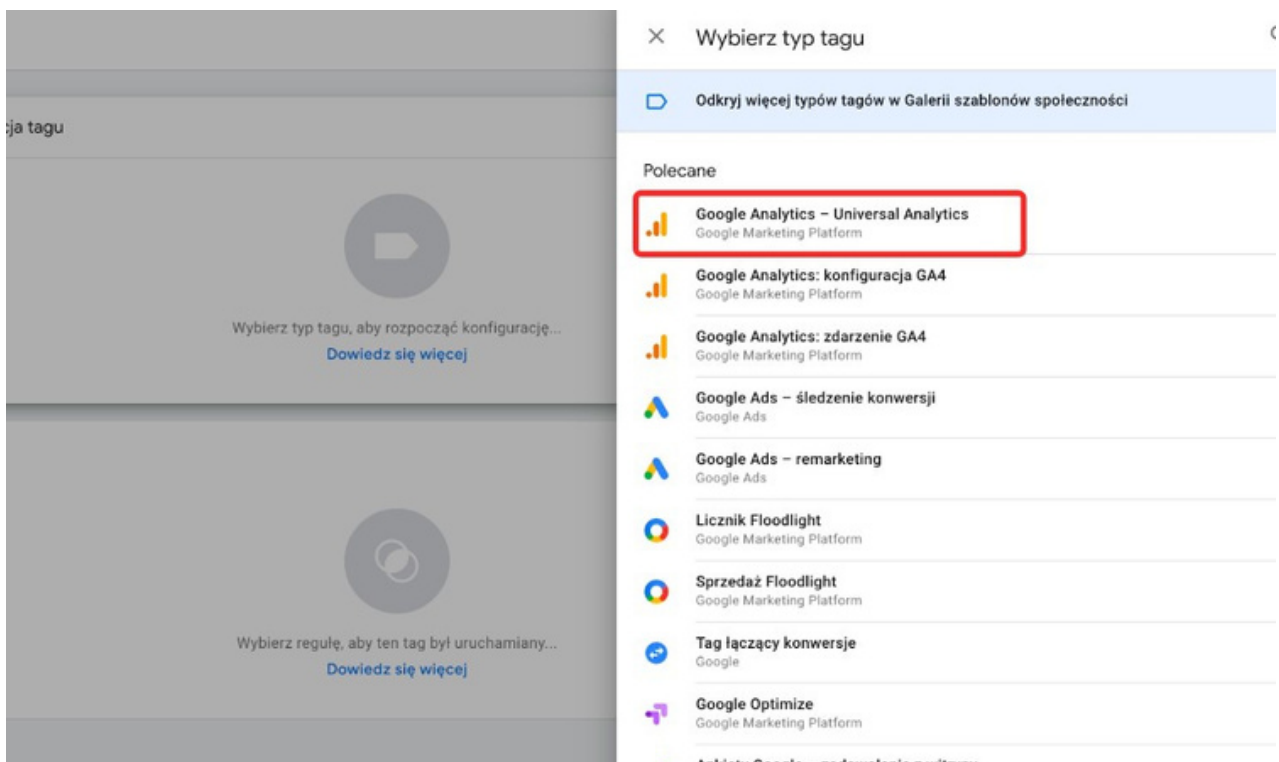 cja tagu
Wybierz typ tagu, aby rozpocząć konfigurację...
Dowiedz się więcej
Wybierz regułę, aby ten tag był uruchamiany...
Dowiedz się więcej
Wybierz typ tagu
Odkryj więcej typów tagów w Galerii szablonów społeczności
Polecane
Google Analytics – Universal Analytics
Google Marketing Platform
Google Analytics: konfiguracja GA4
Google Marketing Platform
Google Analytics: zdarzenie GA4
Google Marketing Platform
Google Ads – śledzenie konwersji
Google Ads
Google Ads – remarketing
Google Ads
Licznik Floodlight
Google Marketing Platform
Sprzedaż Floodlight
Google Marketing Platform
Tag łączący konwersje
Google
Google Optimize
Google Marketing Platform